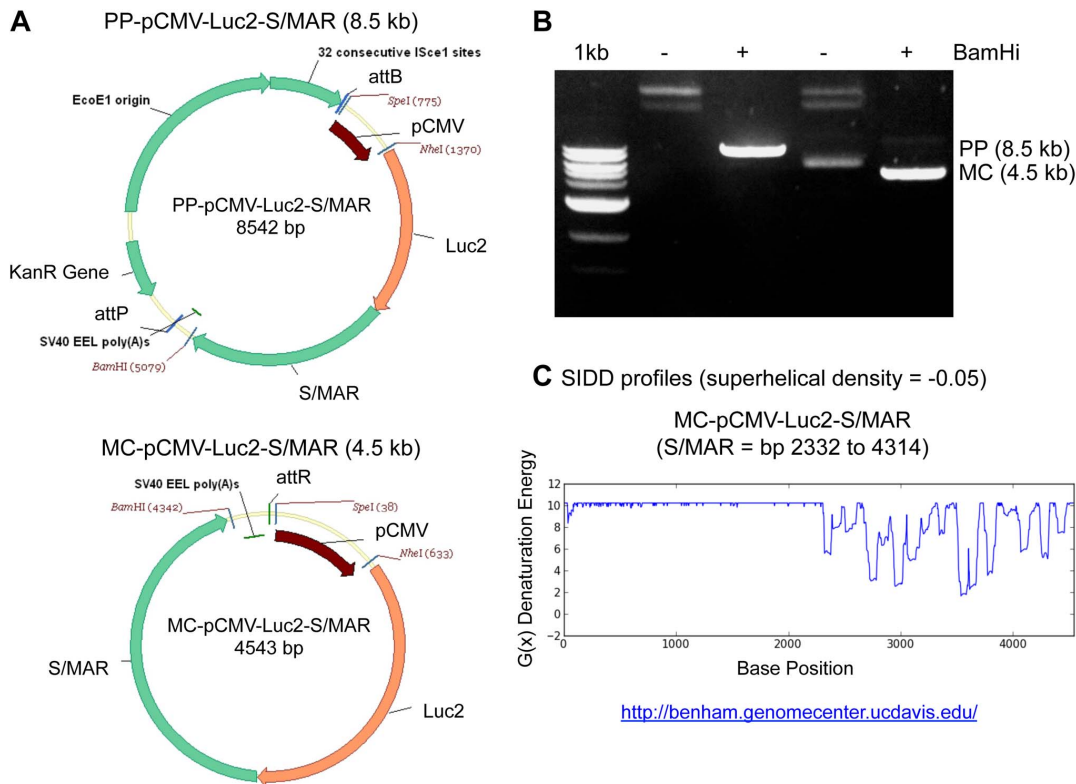 A
PP-pCMV-Luc2-S/MAR (8.5 kb)
32 consecutive ISce1 sites
attB
SpeI (775)
EcoE1 origin
pCMV
NheI (1370)
PP-pCMV-Luc2-S/MAR
8542 bp
Luc2
KanR Gene
attP
SV40 EEL poly(A)s
BamHI (5079)
S/MAR
MC-pCMV-Luc2-S/MAR (4.5 kb)
attR
SV40 EEL poly(A)s
BamHI (4342)
SpeI (38)
pCMV
NheI (633)
MC-pCMV-Luc2-S/MAR
4543 bp
S/MAR
Luc2
B
1kb - + - + BamHi
PP (8.5 kb)
MC (4.5 kb)
C SIDD profiles (superhelical density = -0.05)
MC-pCMV-Luc2-S/MAR
(S/MAR = bp 2332 to 4314)
G(x) Denaturation Energy
12
10
8
6
4
2
0
−2
0 1000 2000 3000 4000
Base Position
http://benham.genomecenter.ucdavis.edu/